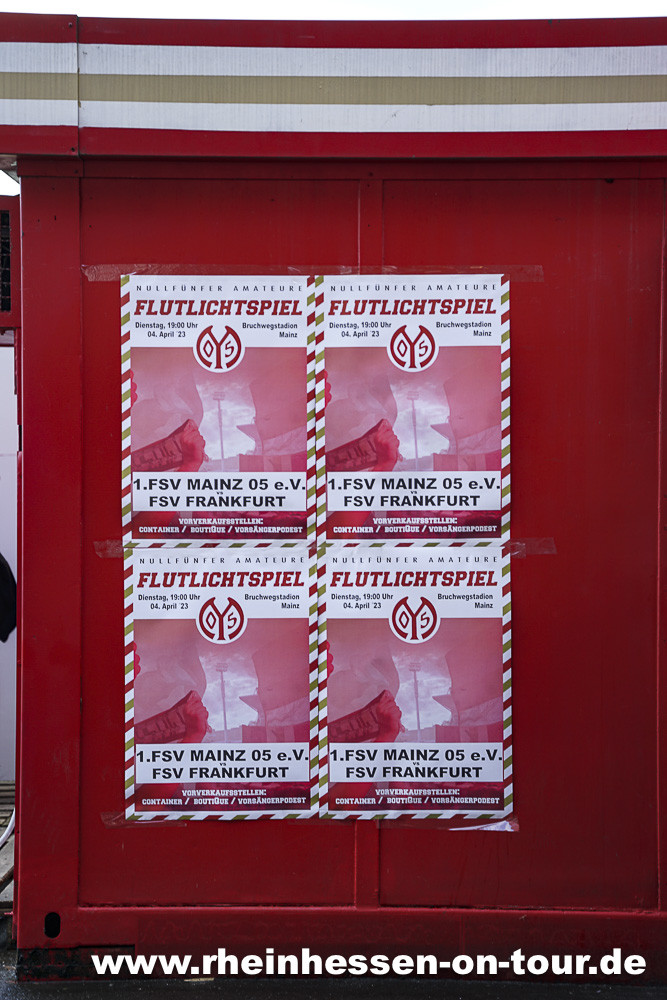 NULLFÜNFER AMATEURE
FLUTLICHTSPIEL
Dienstag, 19:00 Uhr
04. April ´23
Bruchwegstadion
Mainz
1.FSV MAINZ 05 e.V.
vs
FSV FRANKFURT
VORVERKAUFSSTELLEN:
CONTAINER / BOUTIQUE / VORSÄNGERPODEST
NULLFÜNFER AMATEURE
FLUTLICHTSPIEL
Dienstag, 19:00 Uhr
04. April ´23
Bruchwegstadion
Mainz
1.FSV MAINZ 05 e.V.
vs
FSV FRANKFURT
VORVERKAUFSSTELLEN:
CONTAINER / BOUTIQUE / VORSÄNGERPODEST
NULLFÜNFER AMATEURE
FLUTLICHTSPIEL
Dienstag, 19:00 Uhr
04. April ´23
Bruchwegstadion
Mainz
1.FSV MAINZ 05 e.V.
vs
FSV FRANKFURT
VORVERKAUFSSTELLEN:
CONTAINER / BOUTIQUE / VORSÄNGERPODEST
NULLFÜNFER AMATEURE
FLUTLICHTSPIEL
Dienstag, 19:00 Uhr
04. April ´23
Bruchwegstadion
Mainz
1.FSV MAINZ 05 e.V.
vs
FSV FRANKFURT
VORVERKAUFSSTELLEN:
CONTAINER / BOUTIQUE / VORSÄNGERPODEST
www.rheinhessen-on-tour.de